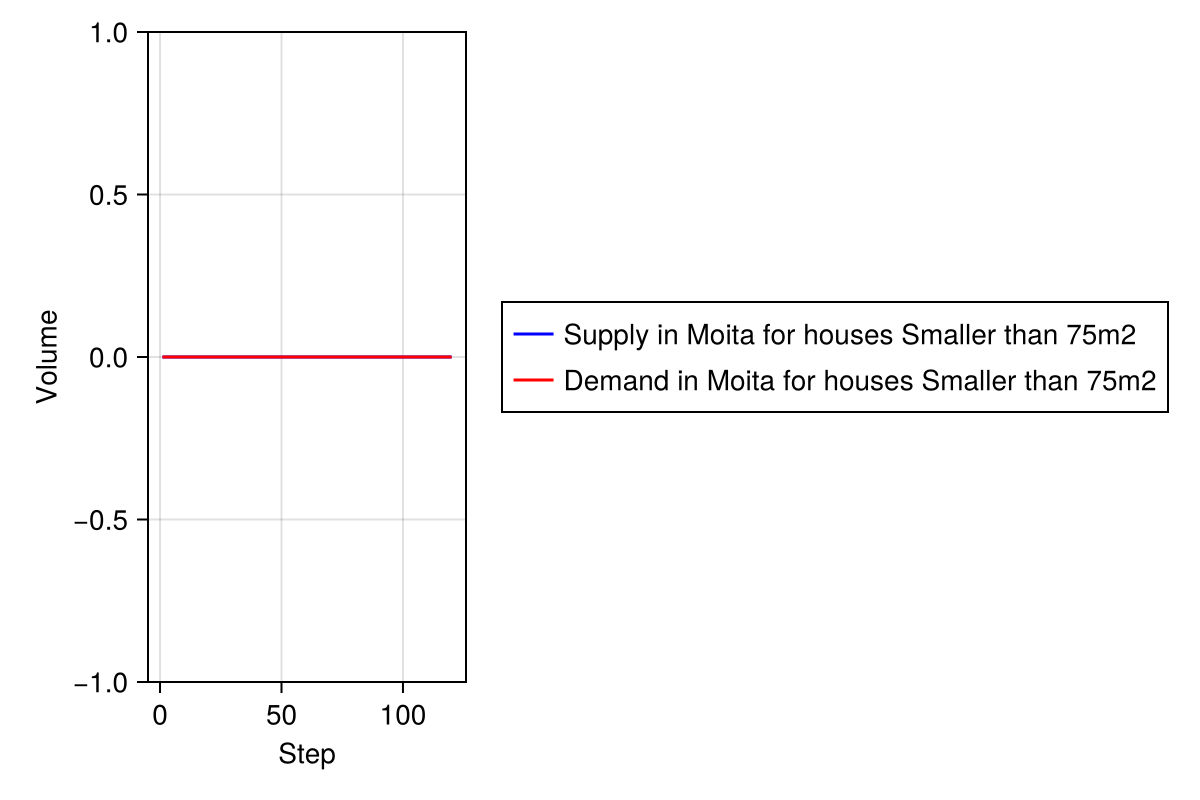 1.0
0.5
0.0
−0.5
−1.0
Volume
0 50 100
Step
Supply in Moita for houses Smaller than 75m2
Demand in Moita for houses Smaller than 75m2